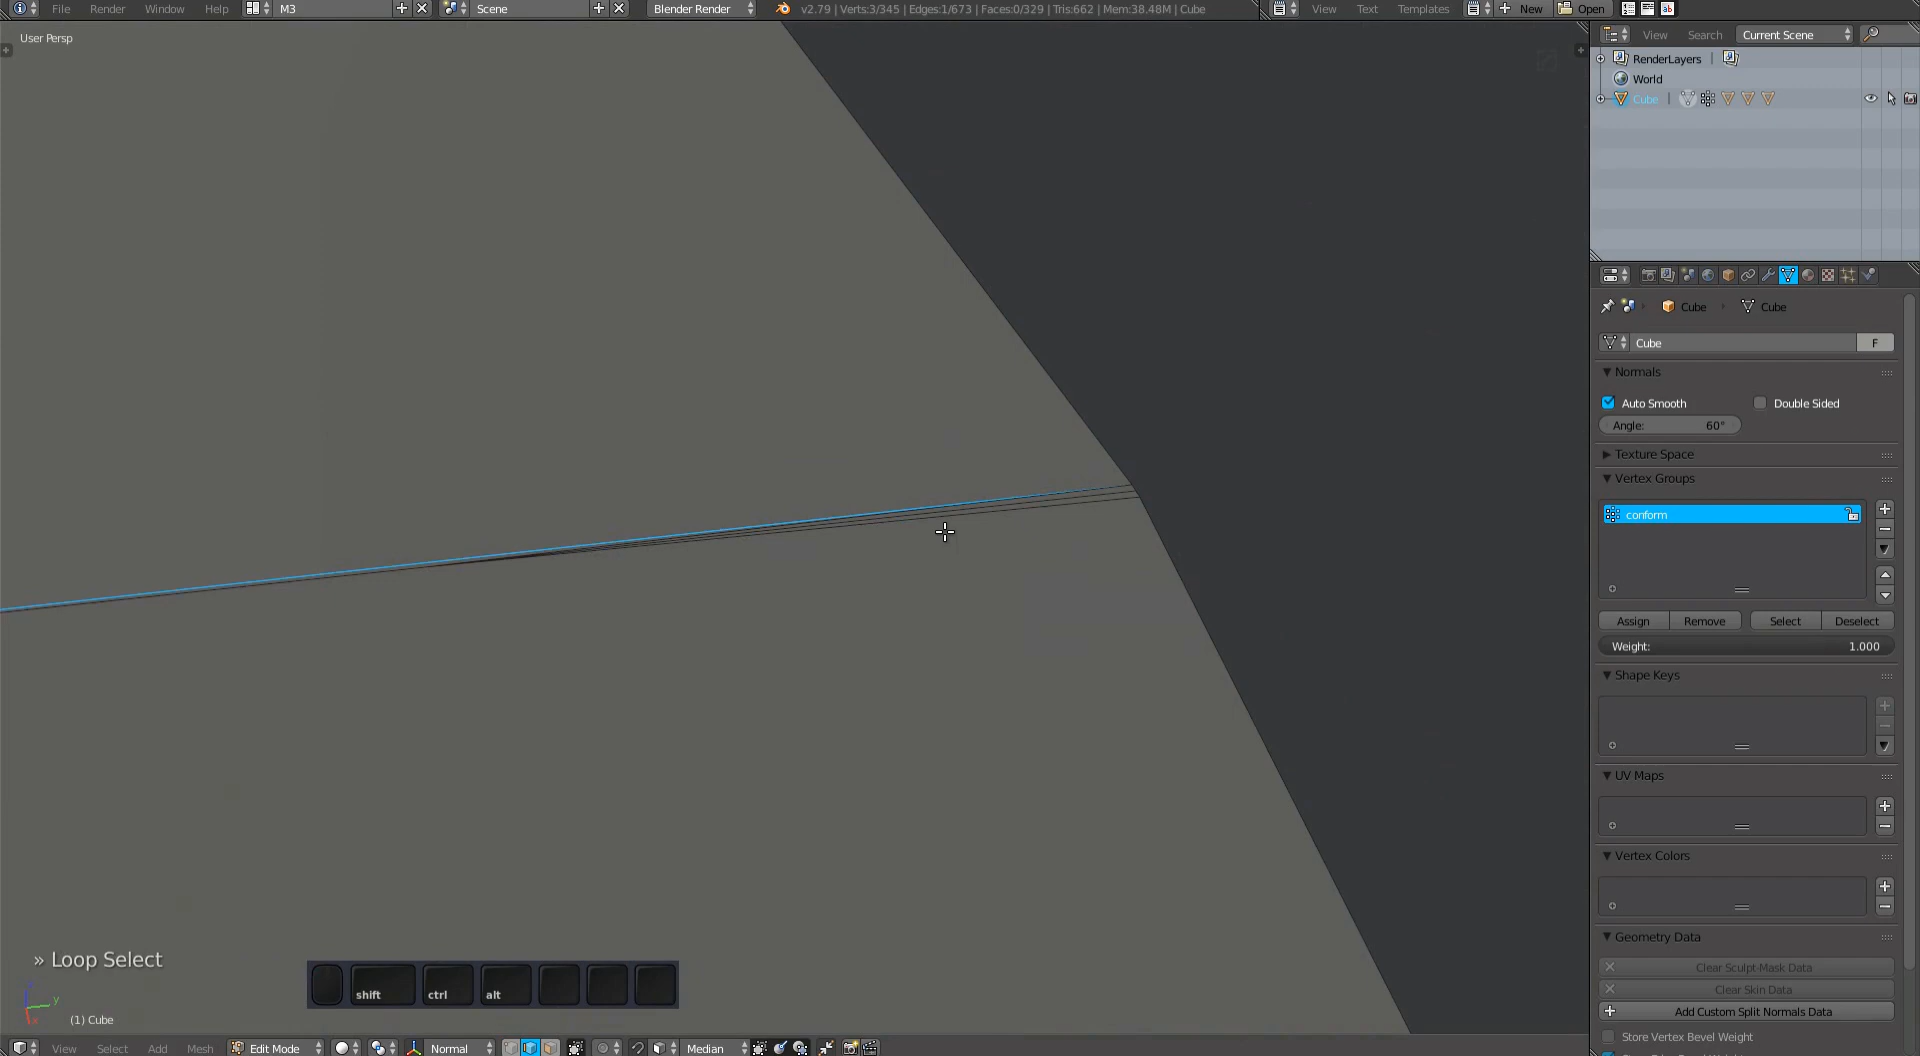 File Render Window Help M3 Scene Blender Render v2.79 | Verts:3/345 | Edges:1/673 | Faces:0/329 | Tris:662 | Mem:38.48M | Cube View Text Templates New Open
User Persp
View Search Current Scene
RenderLayers
World
Cube
Cube Cube
Cube F
Normals
Auto Smooth Double Sided
Angle: 60°
Texture Space
Vertex Groups
conform
Assign Remove Select Deselect
Weight: 1.000
Shape Keys
UV Maps
Vertex Colors
Geometry Data
Clear Sculpt-Mask Data
Clear Skin Data
Add Custom Split Normals Data
Store Vertex Bevel Weight
» Loop Select
shift ctrl alt
y
x
(1) Cube
View Select Add Mesh Edit Mode Normal Median